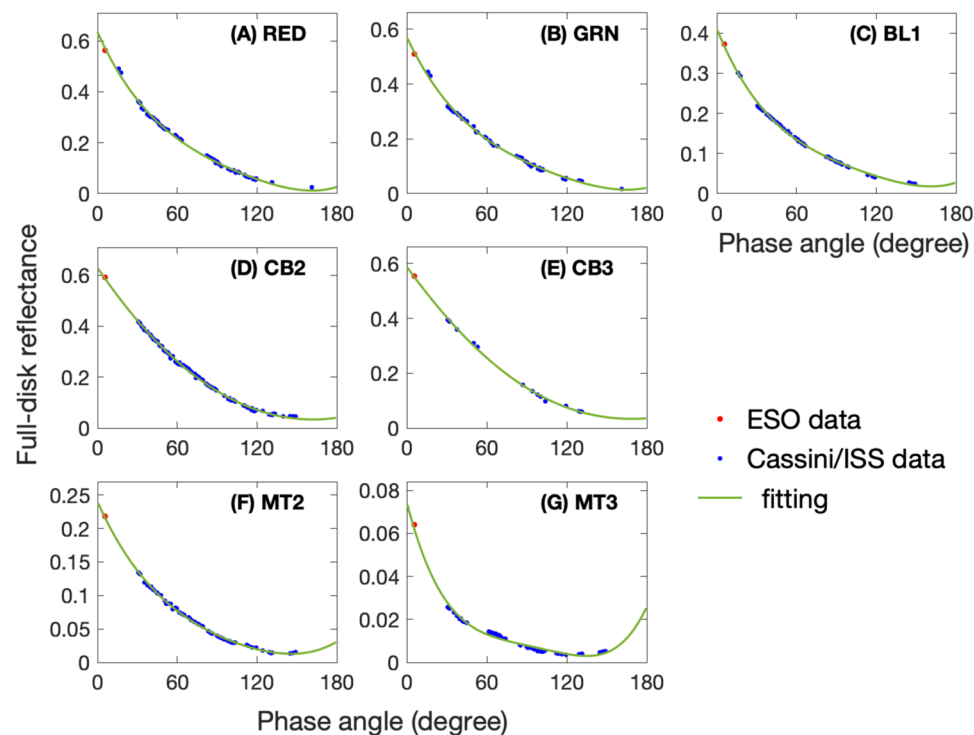 (A) RED
(B) GRN
(C) BL1
0.6
0.4
0.2
0
0 60 120 180
0.6
0.4
0.2
0
0 60 120 180
0.4
0.3
0.2
0.1
0
0 60 120 180
Phase angle (degree)
(D) CB2
(E) CB3
0.6
0.4
0.2
0
0 60 120 180
0.6
0.4
0.2
0
0 60 120 180
Full-disk reflectance
ESO data
Cassini/ISS data
fitting
(F) MT2
(G) MT3
0.25
0.2
0.15
0.1
0.05
0
0 60 120 180
0.08
0.06
0.04
0.02
0
0 60 120 180
Phase angle (degree)